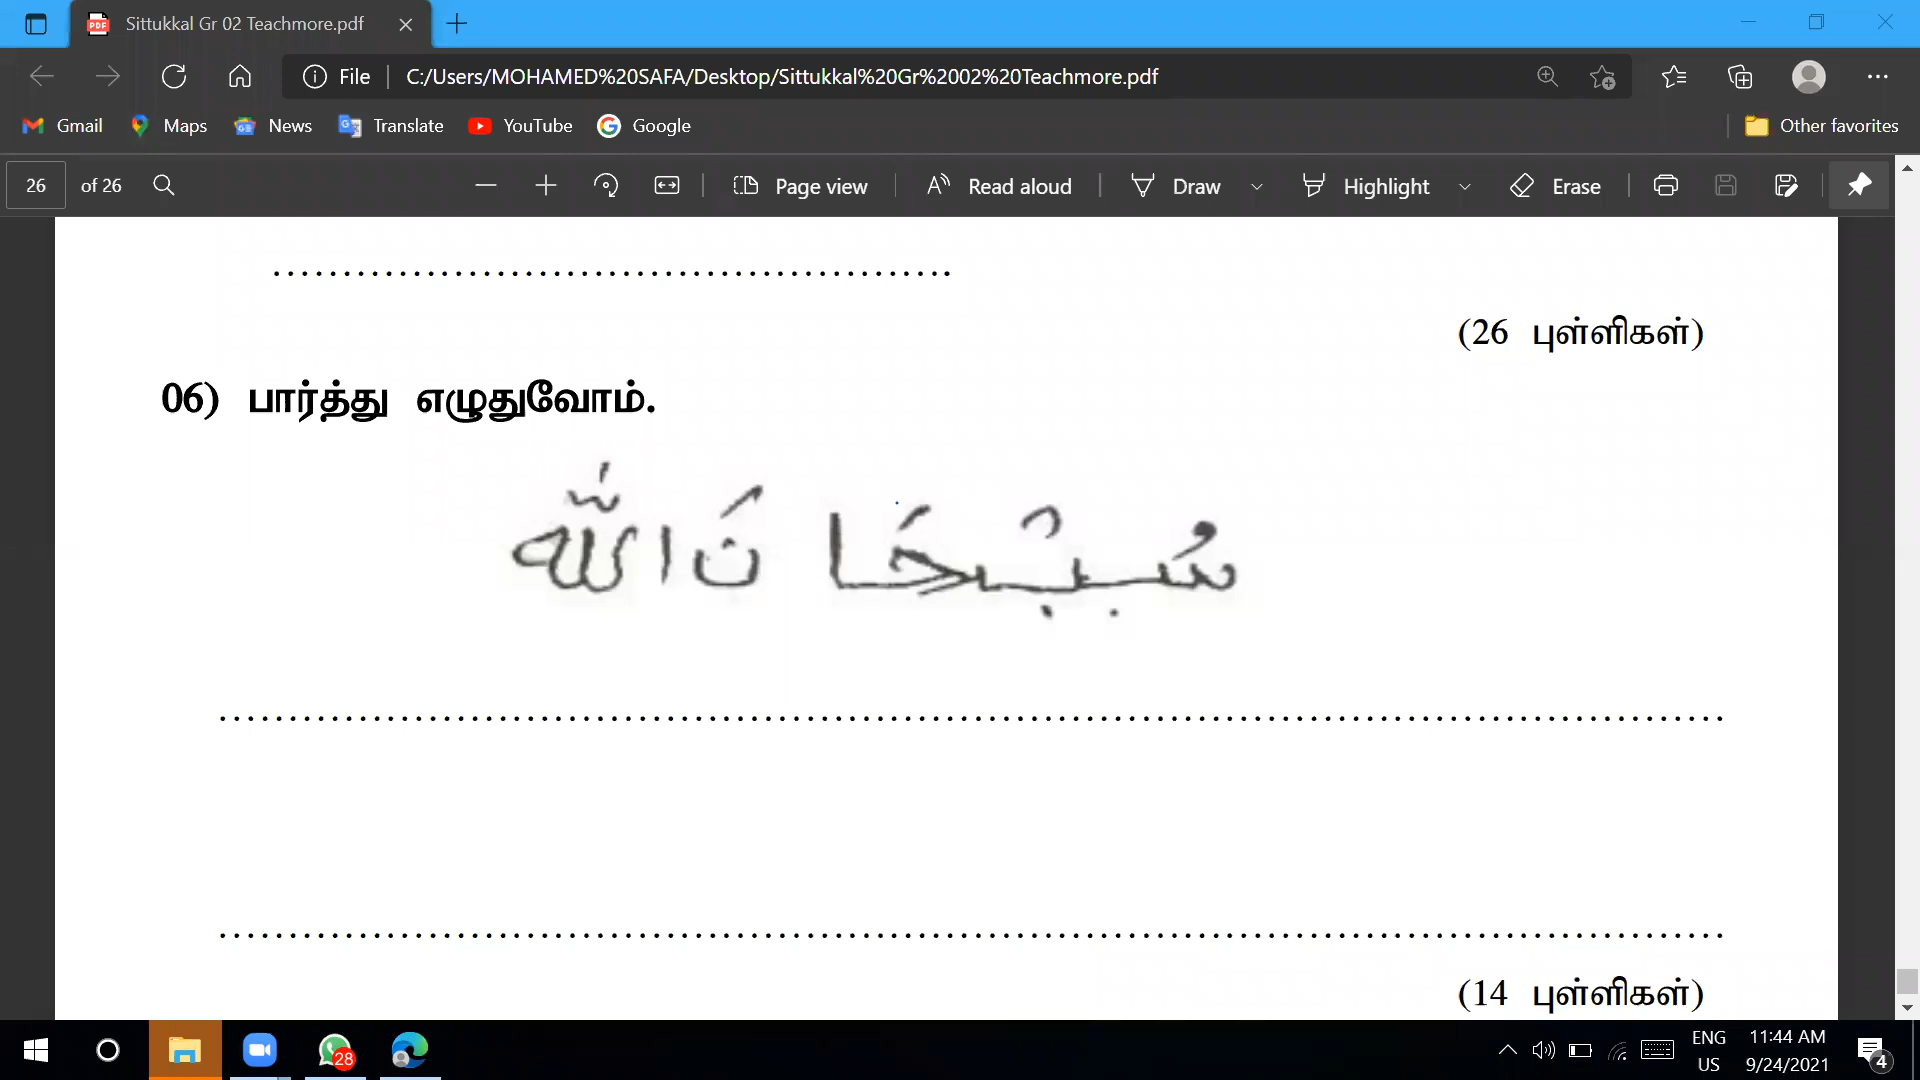 Sittukkal Gr 02 Teachmore.pdf
File C:/Users/MOHAMED%20SAFA/Desktop/Sittukkal%20Gr%2002%20Teachmore.pdf
Gmail Maps News Translate YouTube Google Other favorites
26 of 26 Page view Read aloud Draw Highlight Erase
..................................................
(26 புள்ளிகள்)
06) பார்த்து எழுதுவோம்.
سُبْحَا نَ اللّٰه
..............................................................................................................
..............................................................................................................
(14 புள்ளிகள்)
28 ENG 11:44 AM
US 9/24/2021 4